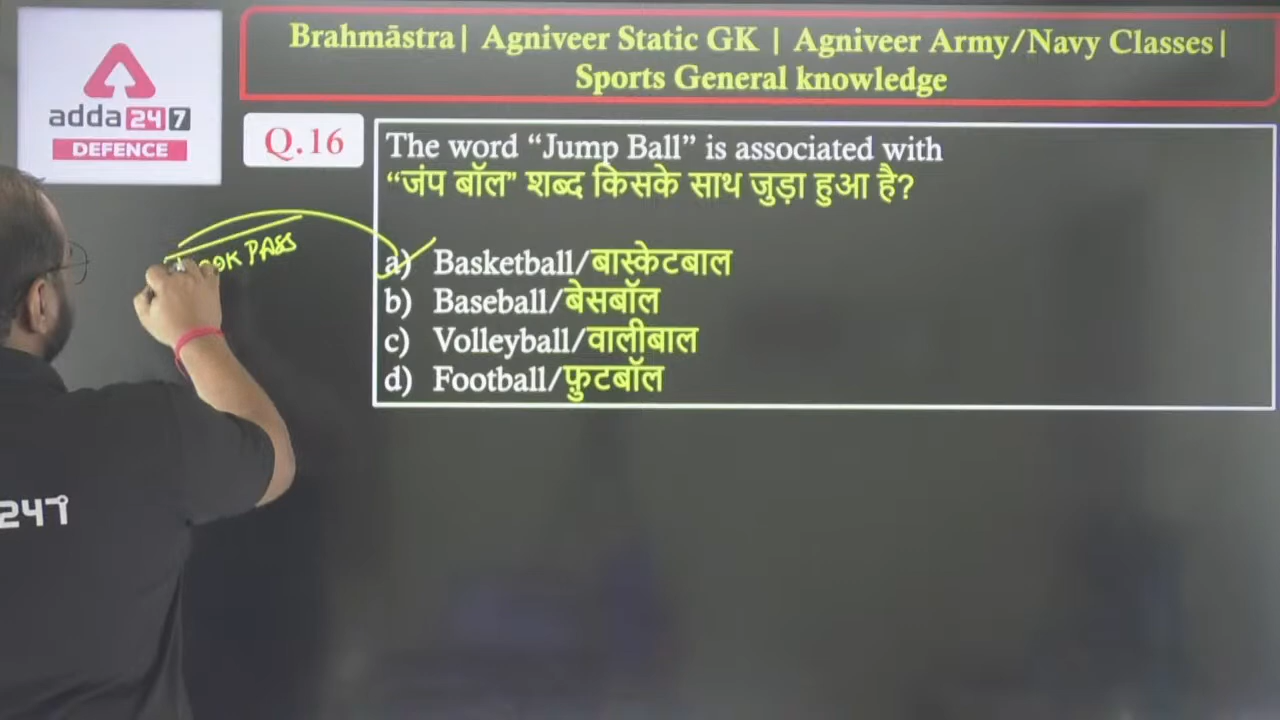 Brahmāstra| Agniveer Static GK | Agniveer Army/Navy Classes|
Sports General knowledge
adda 247
DEFENCE
Q.16
The word “Jump Ball” is associated with
“जंप बॉल" शब्द किसके साथ जुड़ा हुआ है?
PASS
a) Basketball/बास्केटबाल
b) Baseball/बेसबॉल
c) Volleyball/वालीबाल
d) Football/फ़ुटबॉल
247